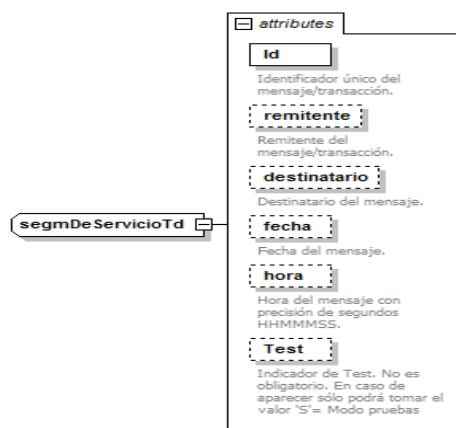 attributes
Id
Identificador único del
mensaje/transacción.
remitente
Remitente del
mensaje/transacción.
destinatario
Destinatario del mensaje.
segmDeServicioTd
fecha
Fecha del mensaje.
hora
Hora del mensaje con
precisión de segundos
HHMMMSS.
Test
Indicador de Test. No es
obligatorio. En caso de
aparecer sólo podrá tomar el
valor 'S'= Modo pruebas